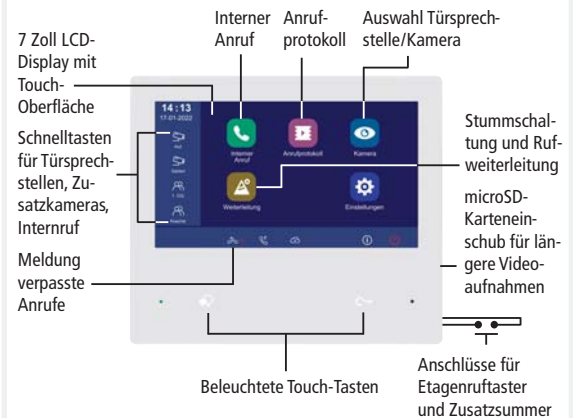 Interner
Anruf
Anruf-
protokoll
Auswahl Türsprech-
stelle/Kamera
7 Zoll LCD-
Display mit
Touch-
Oberfläche
Schnelltasten
für Türsprech-
stellen, Zu-
satzkameras,
Internruf
Meldung
verpasste
Anrufe
14:13
17-01-2022
Interner
Anruf
Anrufprotokoll
Kamera
Weiterleitung
Einstellungen
Stummschal-
tung und Ruf-
weiterleitung
microSD-
Kartenein-
schub für län-
gere Video-
aufnahmen
Beleuchtete Touch-Tasten
Anschlüsse für
Etagenruftaster
und Zusatzsummer